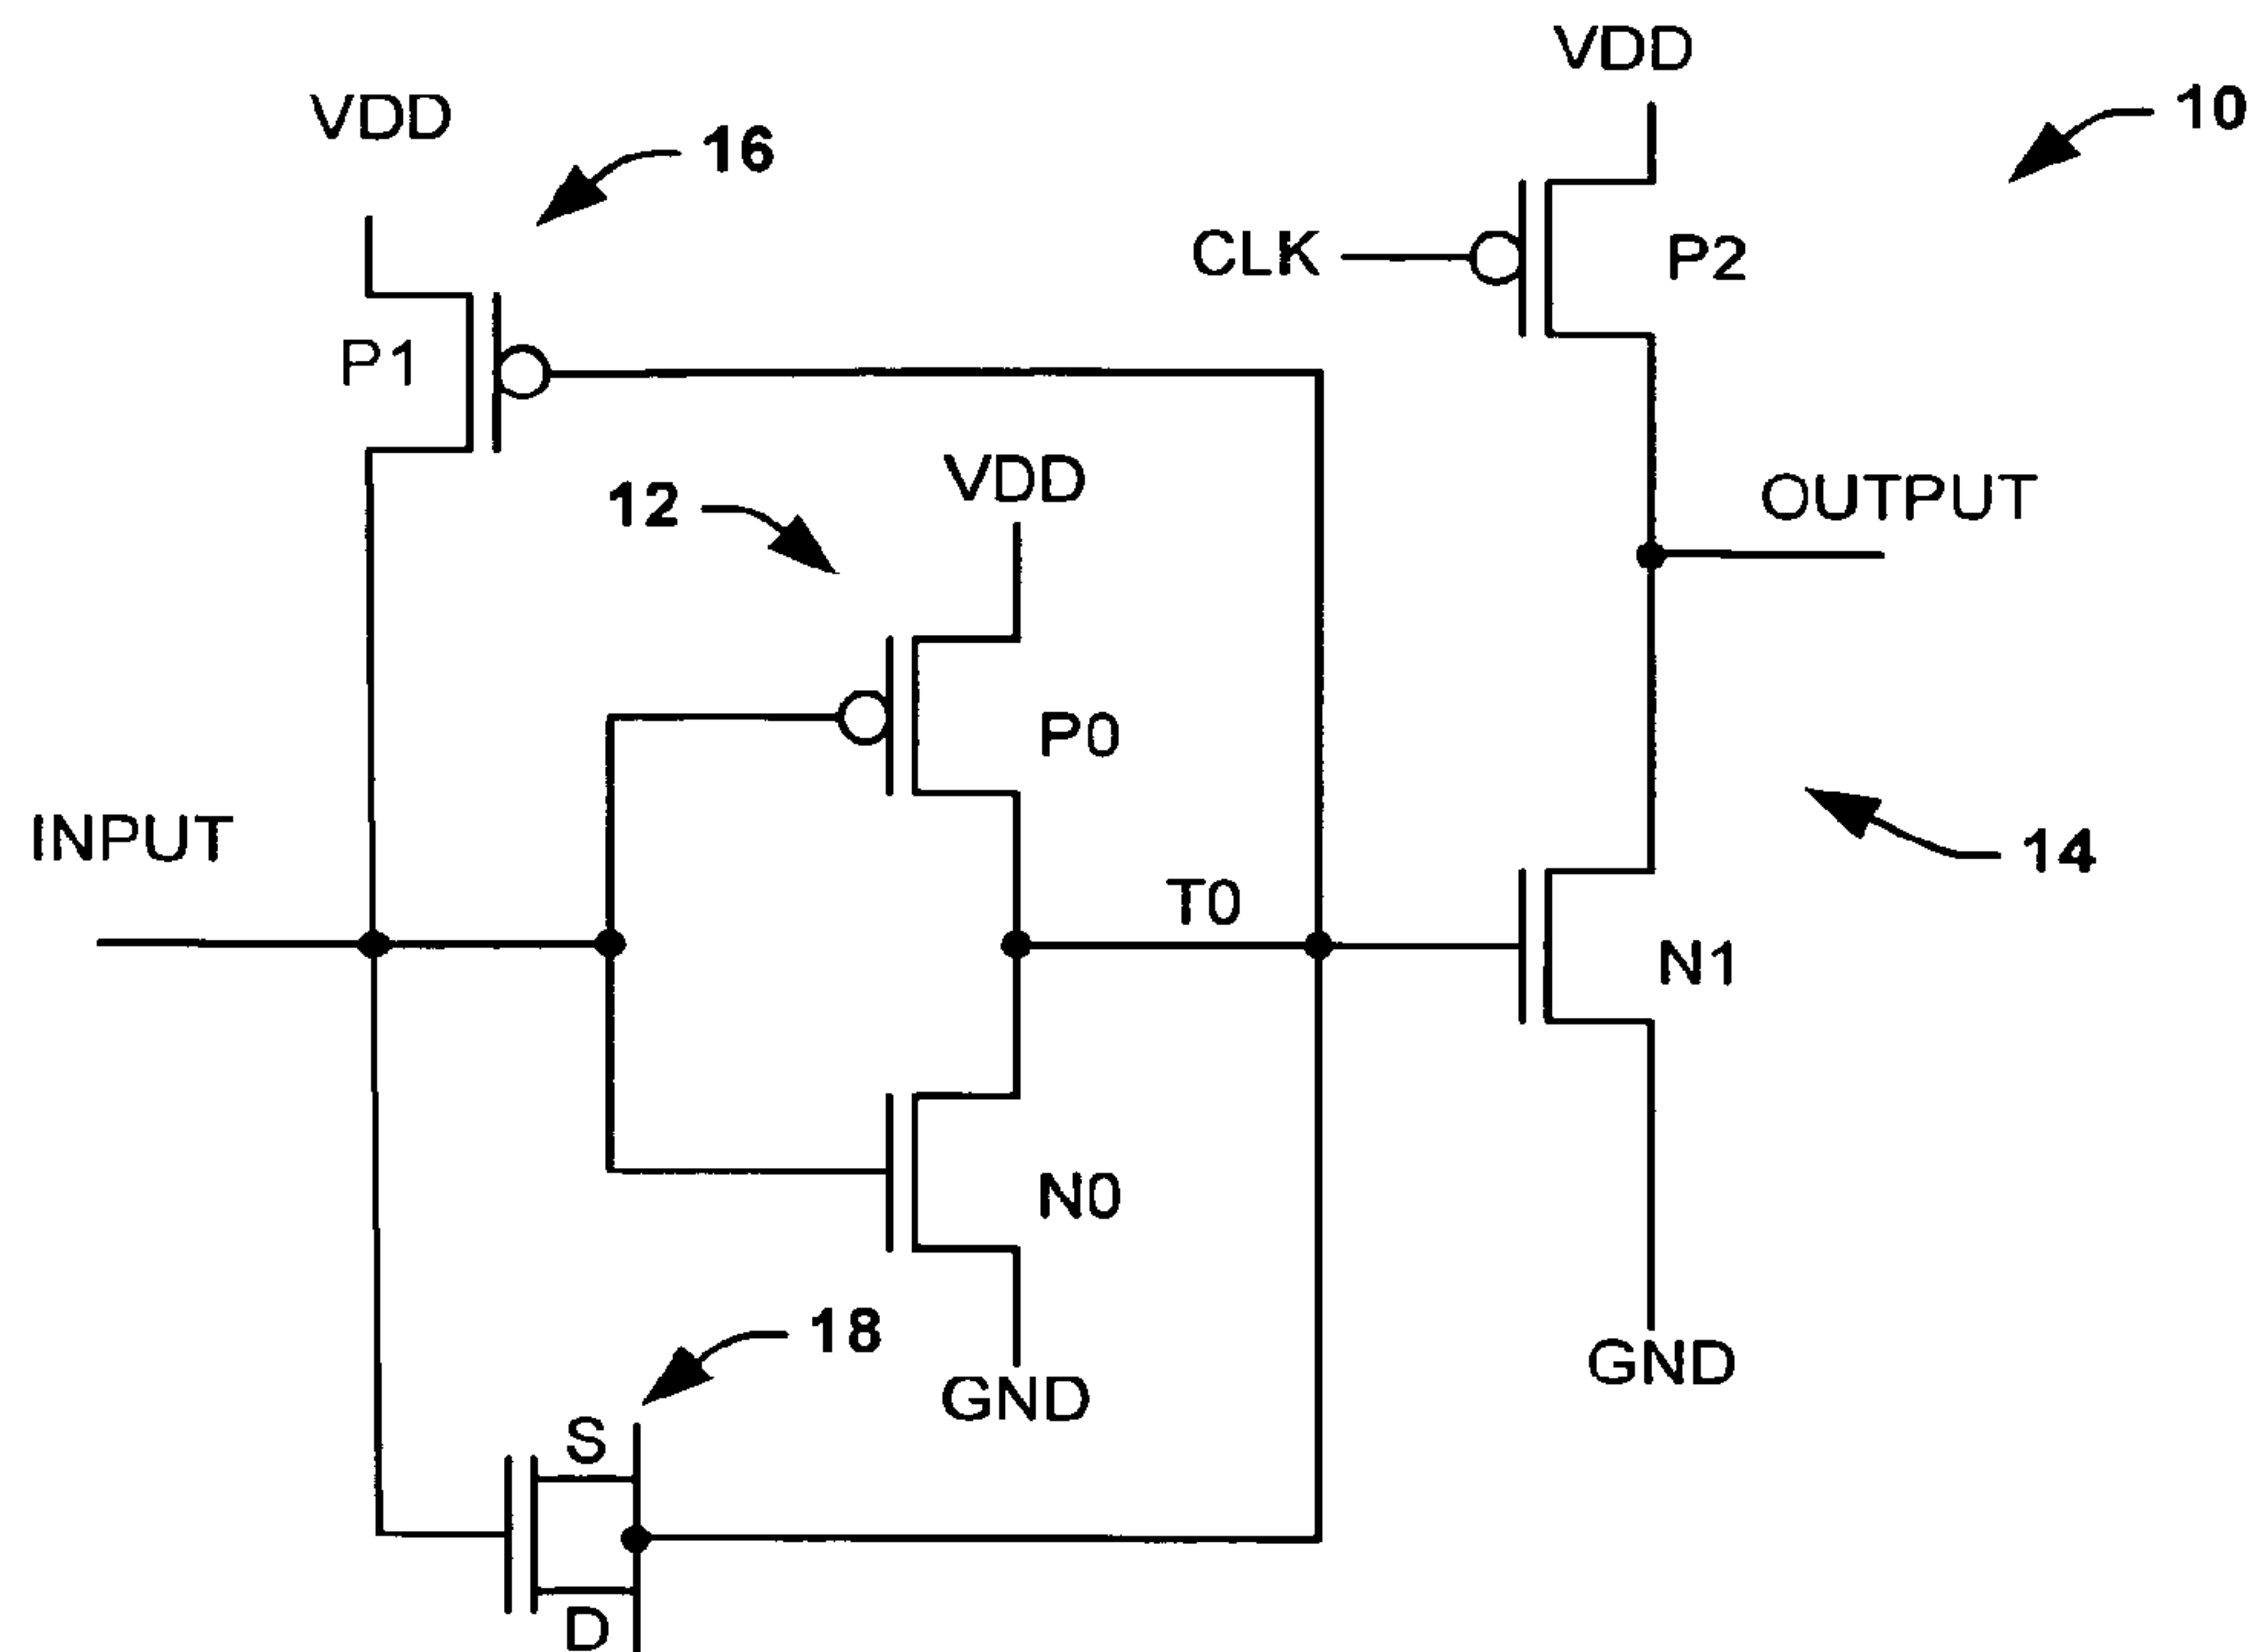 VDD
10
VDD
16
CLK
P2
P1
VDD
12
OUTPUT
P0
INPUT
14
T0
N1
N0
18
GND
GND
S
D